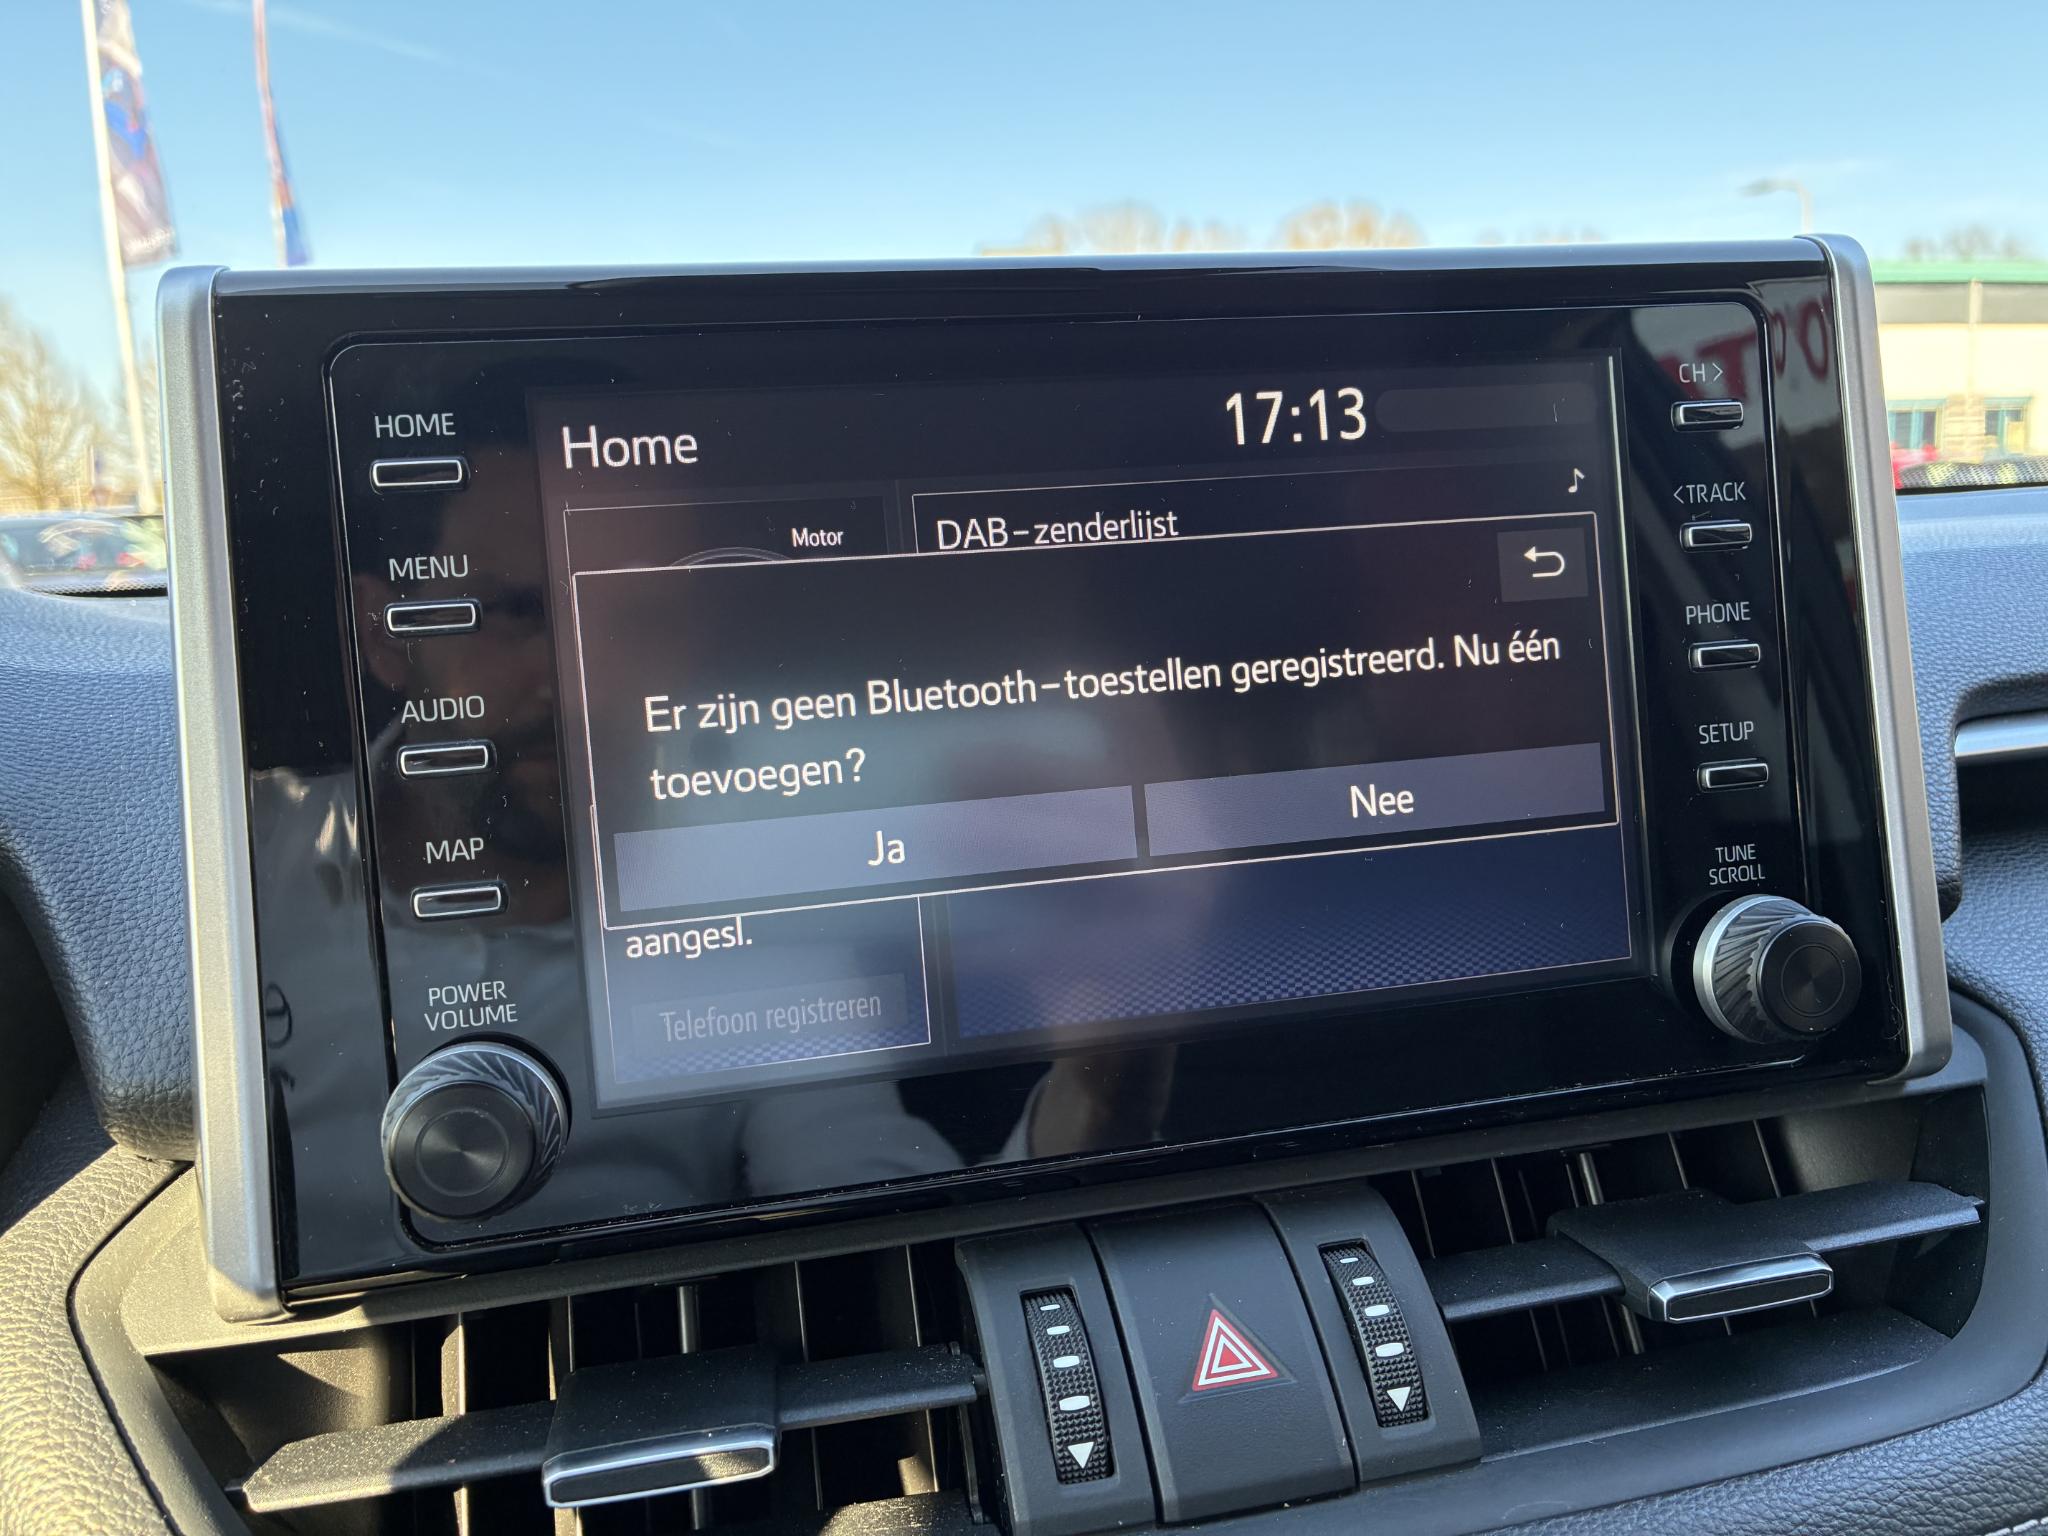 HOME
MENU
AUDIO
MAP
POWER
VOLUME
Home
17:13
Motor
DAB-zenderlijst
Er zijn geen Bluetooth-toestellen geregistreerd. Nu één
toevoegen?
Ja
Nee
aangesl.
Telefoon registreren
CH >
< TRACK
PHONE
SETUP
TUNE
SCROLL